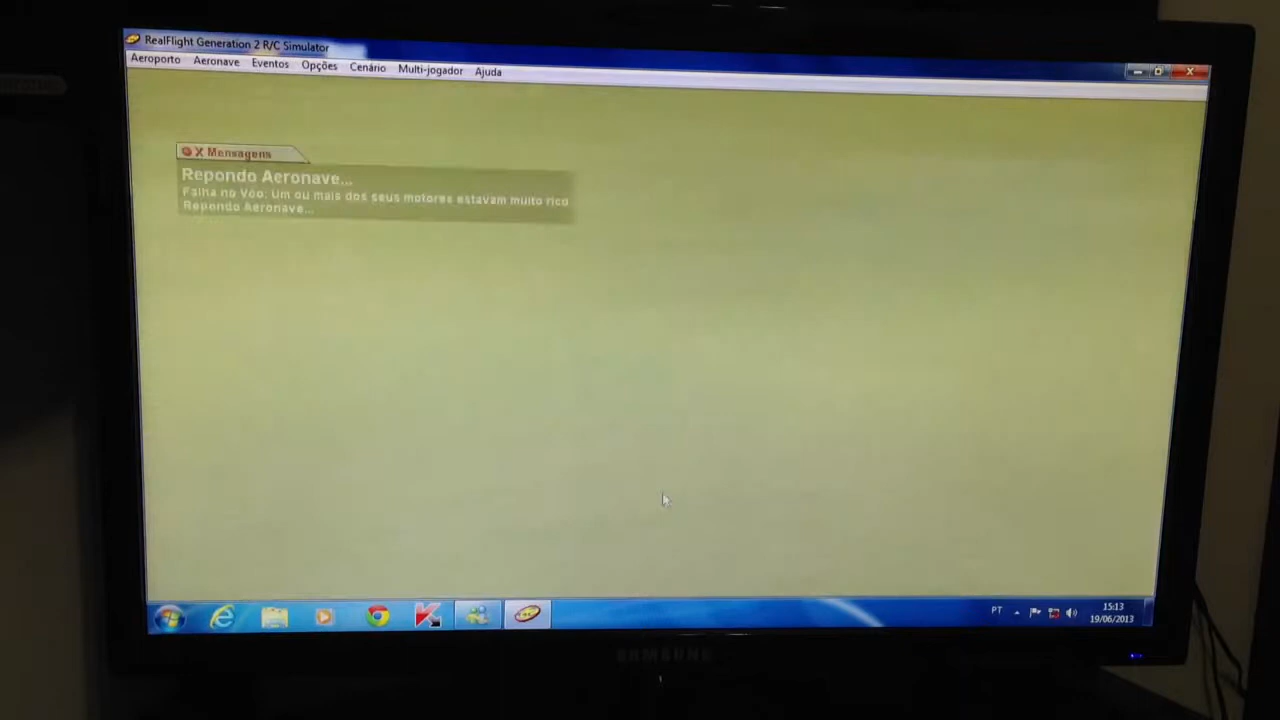 RealFlight Generation 2 R/C Simulator
Aeroporto Aeronave Eventos Opções Cenário Multi-jogador Ajuda
X Mensagens
Repondo Aeronave...
Falha no Voo: Um ou mais dos seus motores estavam muito rico
Repondo Aeronave...
PT
15:13
19/06/2013
SAMSUNG